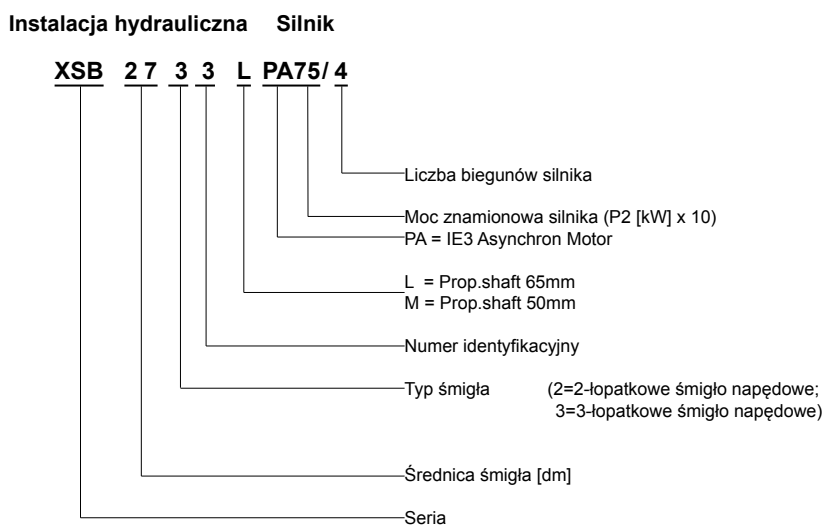 Instalacja hydrauliczna Silnik
XSB 27 3 3 L PA75/4
Liczba biegunów silnika
Moc znamionowa silnika (P2 [kW] x 10)
PA = IE3 Asynchron Motor
L = Prop.shaft 65mm
M = Prop.shaft 50mm
Numer identyfikacyjny
Typ śmigła (2=2-łopatkowe śmigło napędowe;
3=3-łopatkowe śmigło napędowe)
Średnica śmigła [dm]
Seria